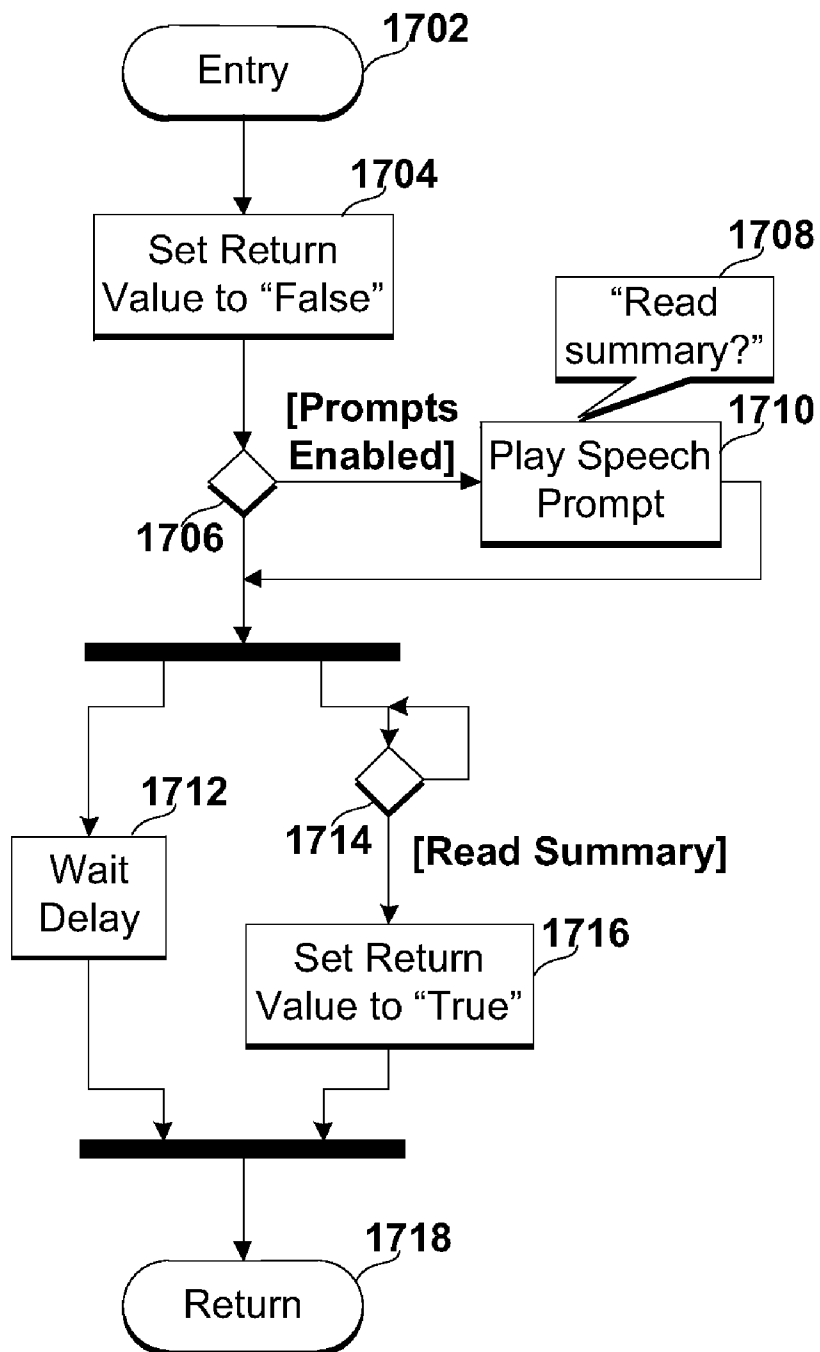 1702
Entry
1704
Set Return
Value to “False”
1708
“Read
summary?”
[Prompts
Enabled]
1710
Play Speech
Prompt
1706
1712
Wait
Delay
1714
[Read Summary]
1716
Set Return
Value to “True”
1718
Return